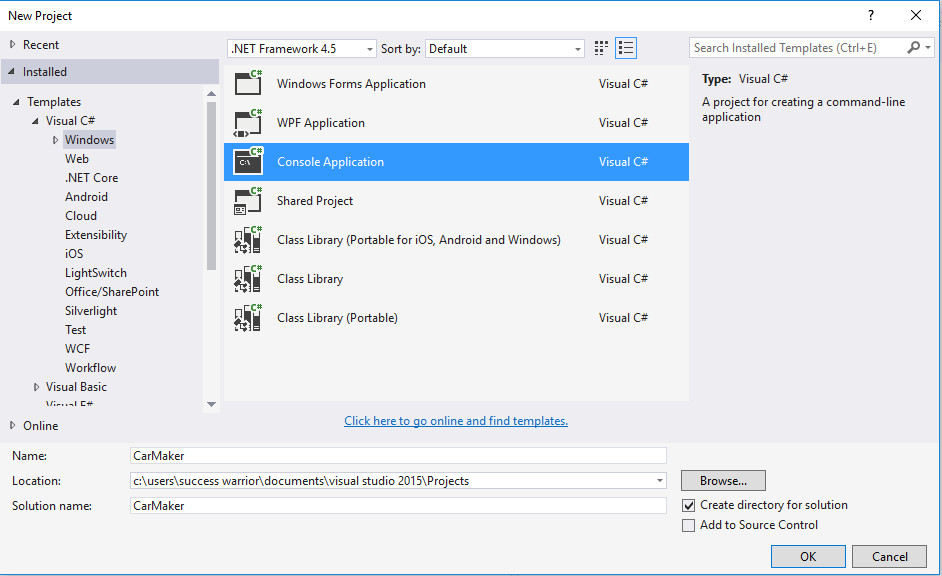 New Project
?
Recent
.NET Framework 4.5
Sort by:
Default
Search Installed Templates (Ctrl+E)
Installed
Templates
Visual C#
Windows
Web
.NET Core
Android
Cloud
Extensibility
iOS
LightSwitch
Office/SharePoint
Silverlight
Test
WCF
Workflow
Visual Basic
Visual F#
Online
C# Windows Forms Application Visual C#
C# WPF Application Visual C#
C# C:\ Console Application Visual C#
C# Shared Project Visual C#
C# Class Library (Portable for iOS, Android and Windows) Visual C#
C# Class Library Visual C#
C# Class Library (Portable) Visual C#
Click here to go online and find templates.
Type: Visual C#
A project for creating a command-line
application
Name: CarMaker
Location: c:\users\success warrior\documents\visual studio 2015\Projects
Browse...
Solution name: CarMaker
Create directory for solution
Add to Source Control
OK
Cancel